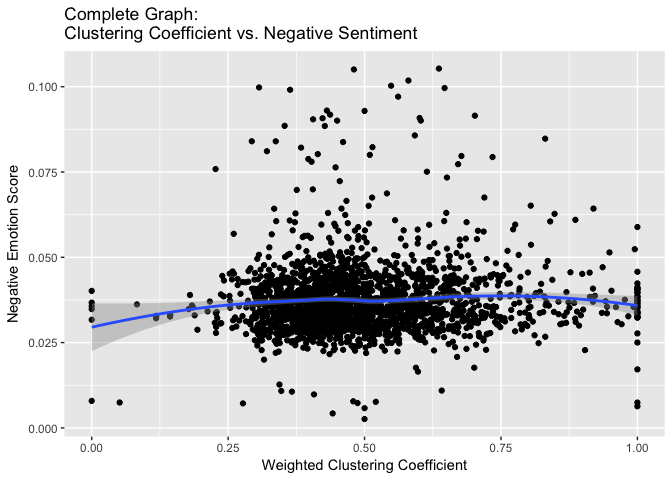 Complete Graph:
Clustering Coefficient vs. Negative Sentiment
0.100
0.075
0.050
0.025
0.000
Negative Emotion Score
0.00 0.25 0.50 0.75 1.00
Weighted Clustering Coefficient